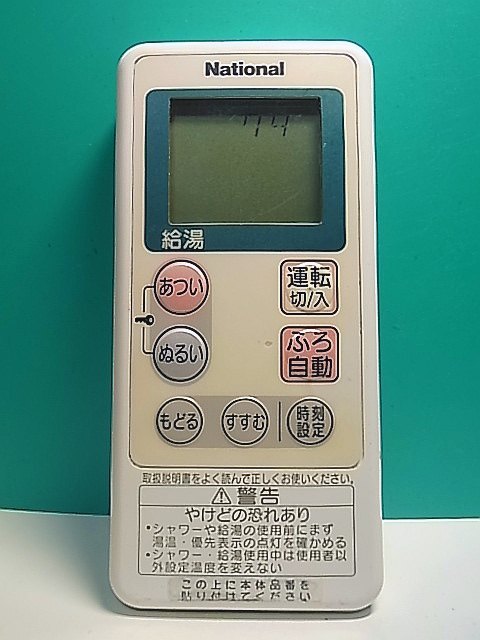 National
給湯
あつい
運転
切/入
ぬるい
ふろ
自動
もどる
すすむ
時刻
設定
取扱説明書をよく読んで正しくお使いください。
⚠警告
やけどの恐れあり
・シャワーや給湯の使用前にまず
湯温・優先表示の点灯を確かめる
・シャワー・給湯使用中は使用者以
外設定温度を変えない
この上に本体品番を
貼り付けてください